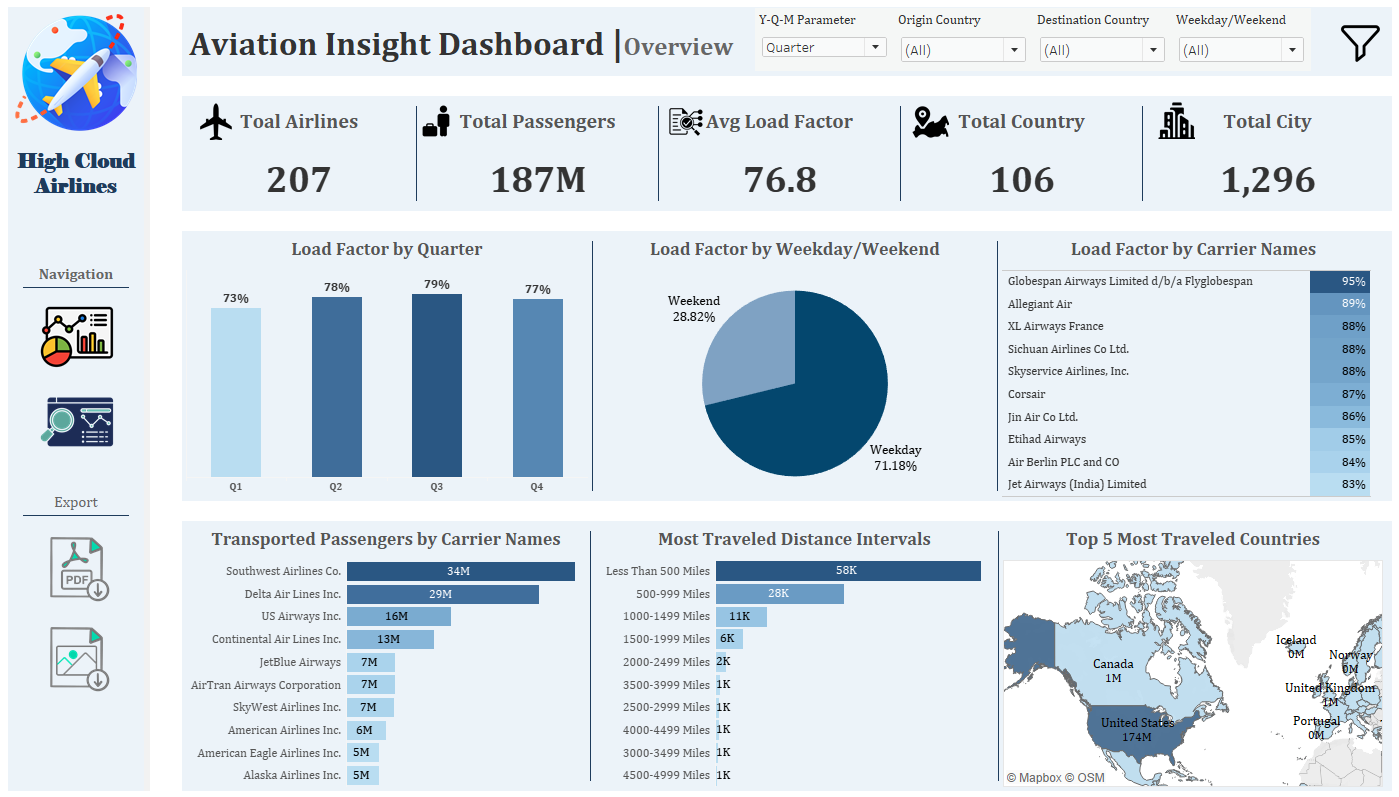 High Cloud
Airlines
Navigation
Export
PDF
Aviation Insight Dashboard |Overview
Y-Q-M Parameter
Quarter
Origin Country
(All)
Destination Country
(All)
Weekday/Weekend
(All)
Toal Airlines
207
Total Passengers
187M
Avg Load Factor
76.8
Total Country
106
Total City
1,296
Load Factor by Quarter
73%
78%
79%
77%
Q1
Q2
Q3
Q4
Load Factor by Weekday/Weekend
Weekend
28.82%
Weekday
71.18%
Load Factor by Carrier Names
Globespan Airways Limited d/b/a Flyglobespan 95%
Allegiant Air 89%
XL Airways France 88%
Sichuan Airlines Co Ltd. 88%
Skyservice Airlines, Inc. 88%
Corsair 87%
Jin Air Co Ltd. 86%
Etihad Airways 85%
Air Berlin PLC and CO 84%
Jet Airways (India) Limited 83%
Transported Passengers by Carrier Names
Southwest Airlines Co. 34M
Delta Air Lines Inc. 29M
US Airways Inc. 16M
Continental Air Lines Inc. 13M
JetBlue Airways 7M
AirTran Airways Corporation 7M
SkyWest Airlines Inc. 7M
American Airlines Inc. 6M
American Eagle Airlines Inc. 5M
Alaska Airlines Inc. 5M
Most Traveled Distance Intervals
Less Than 500 Miles 58K
500-999 Miles 28K
1000-1499 Miles 11K
1500-1999 Miles 6K
2000-2499 Miles 2K
3500-3999 Miles 1K
2500-2999 Miles 1K
4000-4499 Miles 1K
3000-3499 Miles 1K
4500-4999 Miles 1K
Top 5 Most Traveled Countries
Iceland
0M
Norway
0M
Canada
1M
United Kingdom
1M
United States
174M
Portugal
0M
© Mapbox © OSM